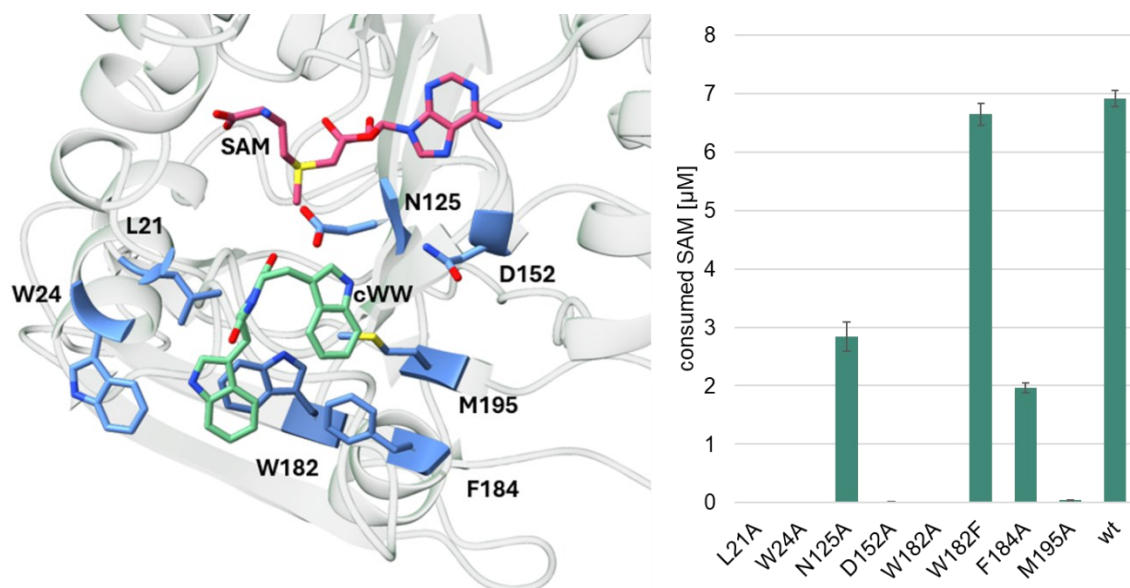 SAM
N125
L21
D152
W24
cWW
M195
W182
F184
consumed SAM [µM]
8
7
6
5
4
3
2
1
0
L21A
W24A
N125A
D152A
W182A
W182F
F184A
M195A
wt